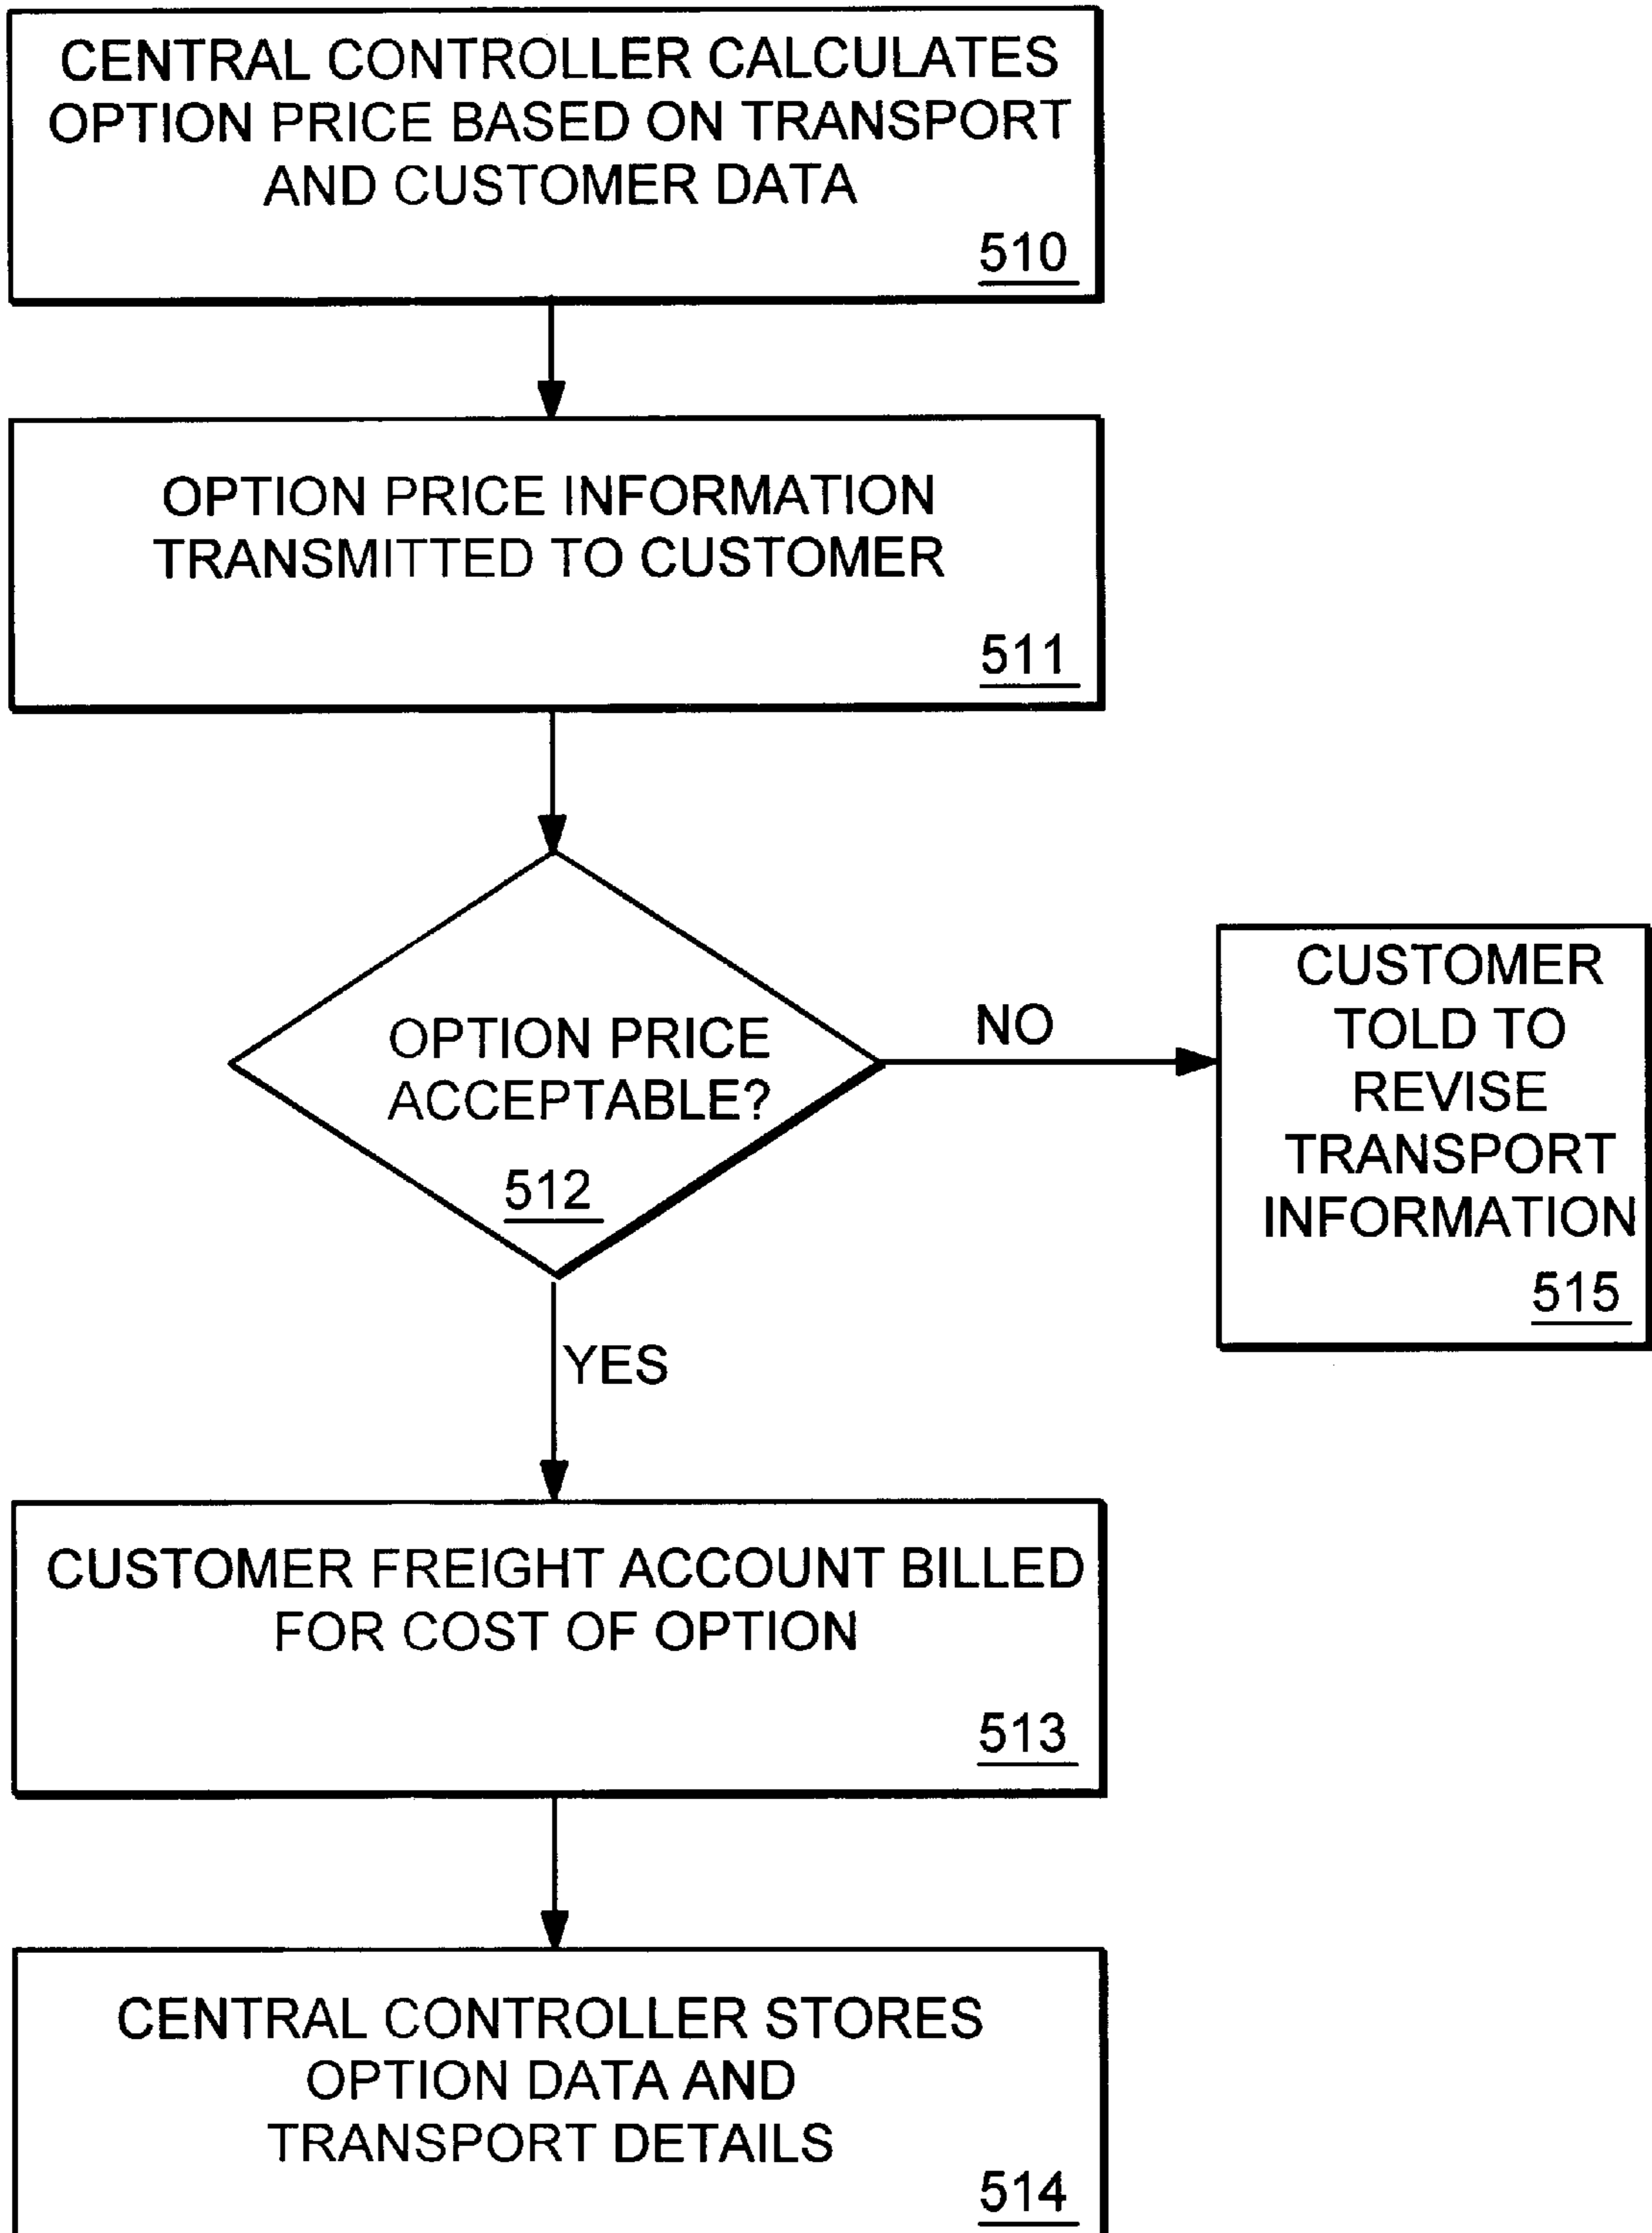 CENTRAL CONTROLLER CALCULATES
OPTION PRICE BASED ON TRANSPORT
AND CUSTOMER DATA
510
OPTION PRICE INFORMATION
TRANSMITTED TO CUSTOMER
511
OPTION PRICE
ACCEPTABLE?
512
NO
CUSTOMER
TOLD TO
REVISE
TRANSPORT
INFORMATION
515
YES
CUSTOMER FREIGHT ACCOUNT BILLED
FOR COST OF OPTION
513
CENTRAL CONTROLLER STORES
OPTION DATA AND
TRANSPORT DETAILS
514